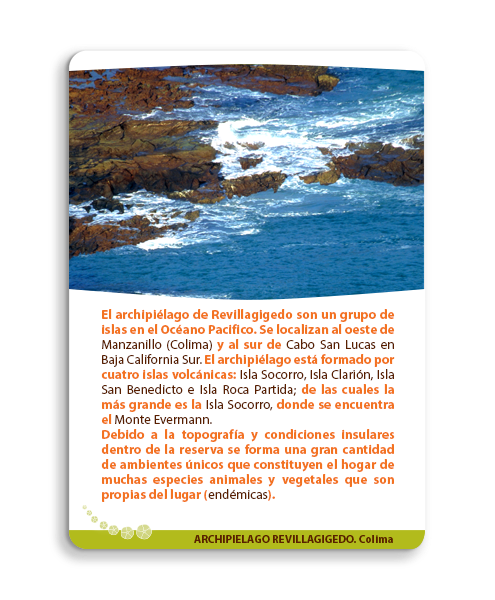 El archipiélago de Revillagigedo son un grupo de
islas en el Océano Pacifico. Se localizan al oeste de
Manzanillo (Colima) y al sur de Cabo San Lucas en
Baja California Sur. El archipiélago está formado por
cuatro islas volcánicas: Isla Socorro, Isla Clarión, Isla
San Benedicto e Isla Roca Partida; de las cuales la
más grande es la Isla Socorro, donde se encuentra
el Monte Evermann.
Debido a la topografía y condiciones insulares
dentro de la reserva se forma una gran cantidad
de ambientes únicos que constituyen el hogar de
muchas especies animales y vegetales que son
propias del lugar (endémicas).
ARCHIPIELAGO REVILLAGIGEDO. Colima